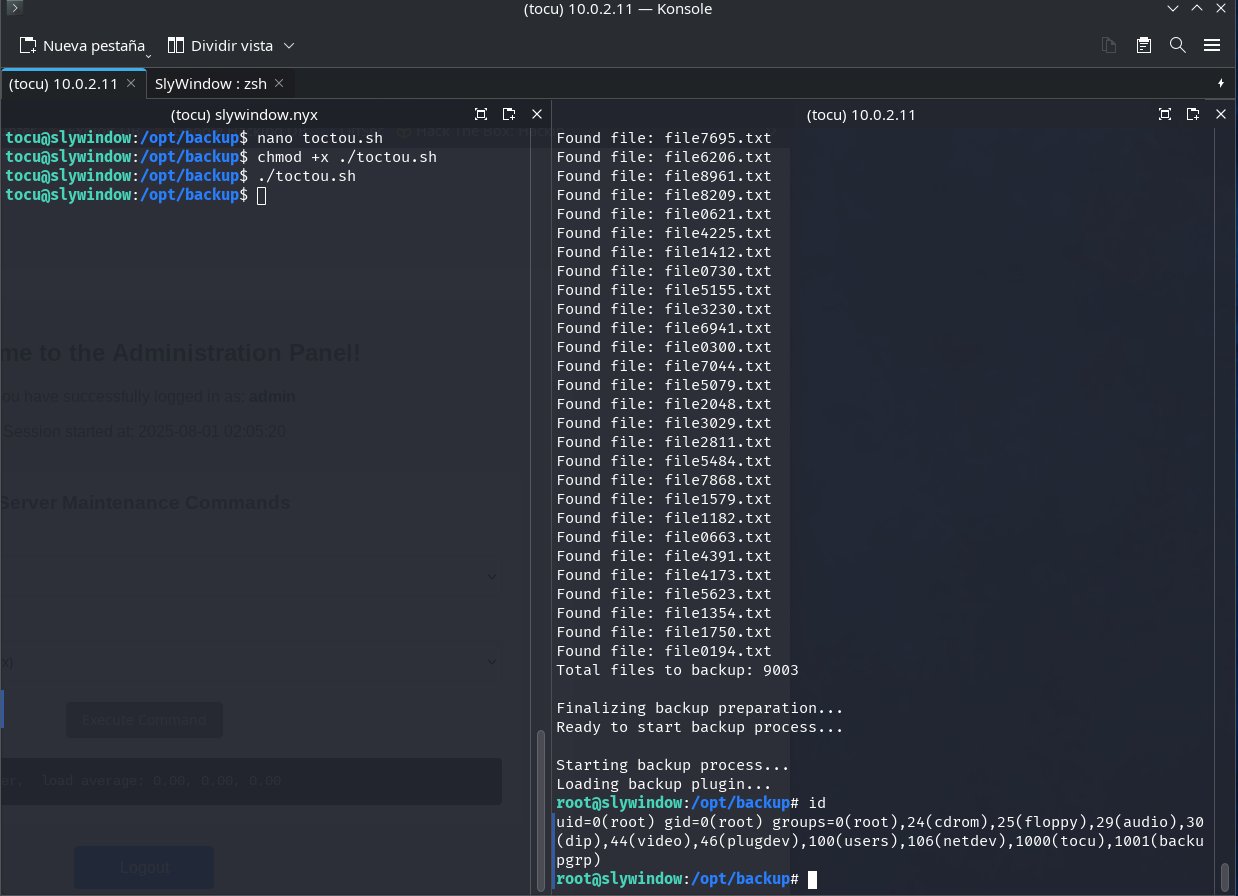 (tocu) 10.0.2.11 — Konsole
Nueva pestaña
Dividir vista
(tocu) 10.0.2.11
SlyWindow : zsh
(tocu) slywindow.nyx
tocu@slywindow:/opt/backup$ nano toctou.sh
tocu@slywindow:/opt/backup$ chmod +x ./toctou.sh
tocu@slywindow:/opt/backup$ ./toctou.sh
tocu@slywindow:/opt/backup$
Hack The Box:
me to the Administration Panel!
ou have successfully logged in as: admin
Session started at: 2025-08-01 02:05:20
Server Maintenance Commands
x)
Execute Command
er, load average: 0.00, 0.00, 0.00
Logout
(tocu) 10.0.2.11
Found file: file7695.txt
Found file: file6206.txt
Found file: file8961.txt
Found file: file8209.txt
Found file: file0621.txt
Found file: file4225.txt
Found file: file1412.txt
Found file: file0730.txt
Found file: file5155.txt
Found file: file3230.txt
Found file: file6941.txt
Found file: file0300.txt
Found file: file7044.txt
Found file: file5079.txt
Found file: file2048.txt
Found file: file3029.txt
Found file: file2811.txt
Found file: file5484.txt
Found file: file7868.txt
Found file: file1579.txt
Found file: file1182.txt
Found file: file0663.txt
Found file: file4391.txt
Found file: file4173.txt
Found file: file5623.txt
Found file: file1354.txt
Found file: file1750.txt
Found file: file0194.txt
Total files to backup: 9003
Finalizing backup preparation...
Ready to start backup process...
Starting backup process...
Loading backup plugin...
root@slywindow:/opt/backup# id
uid=0(root) gid=0(root) groups=0(root),24(cdrom),25(floppy),29(audio),30
(dip),44(video),46(plugdev),100(users),106(netdev),1000(tocu),1001(backu
pgrp)
root@slywindow:/opt/backup#